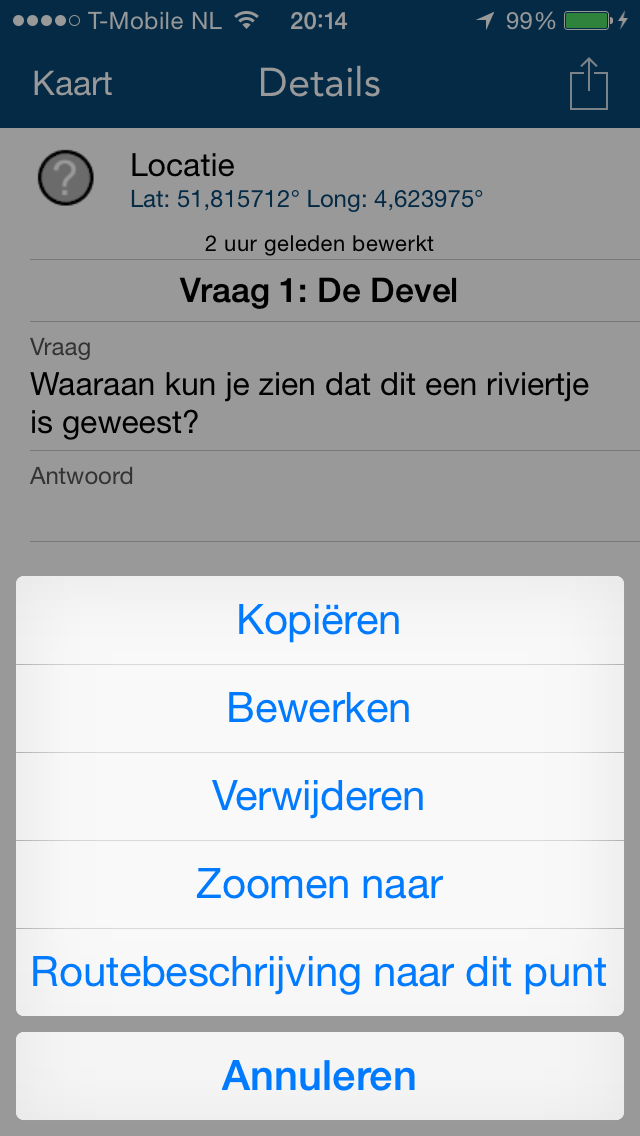 T-Mobile NL 20:14 99%
Kaart Details
?
Locatie
Lat: 51,815712° Long: 4,623975°
2 uur geleden bewerkt
Vraag 1: De Devel
Vraag
Waaraan kun je zien dat dit een riviertje
is geweest?
Antwoord
Kopiëren
Bewerken
Verwijderen
Zoomen naar
Routebeschrijving naar dit punt
Annuleren